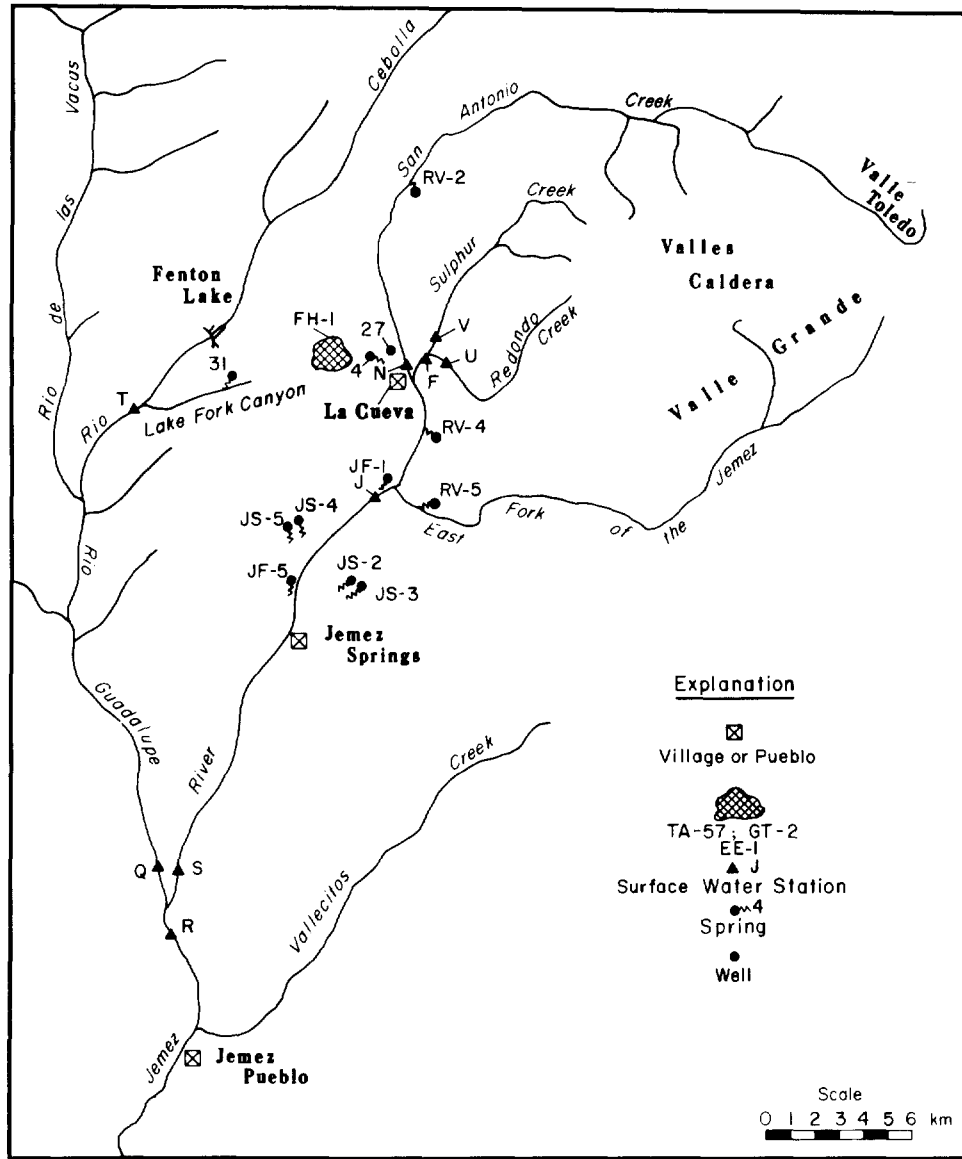 Vacas
las
de
Rio
Cebolla
San
Antonio
Creek
Valle
Toledo
RV-2
Sulphur
Creek
Valles
Caldera
Fenton
Lake
FH-1
27
4
N
V
F
U
Redondo
Creek
Valle Grande
31
T
Rio
Lake Fork Canyon
La Cueva
RV-4
JF-1
J
RV-5
East Fork of the Jemez
JS-5
JS-4
JF-5
JS-2
JS-3
Rio
Jemez
Springs
Guadalupe
River
Creek
Vallecitos
Q
S
R
Jemez
Jemez
Pueblo
Explanation
Village or Pueblo
TA-57; GT-2
EE-1
J
Surface Water Station
4
Spring
Well
Scale
0 1 2 3 4 5 6 km